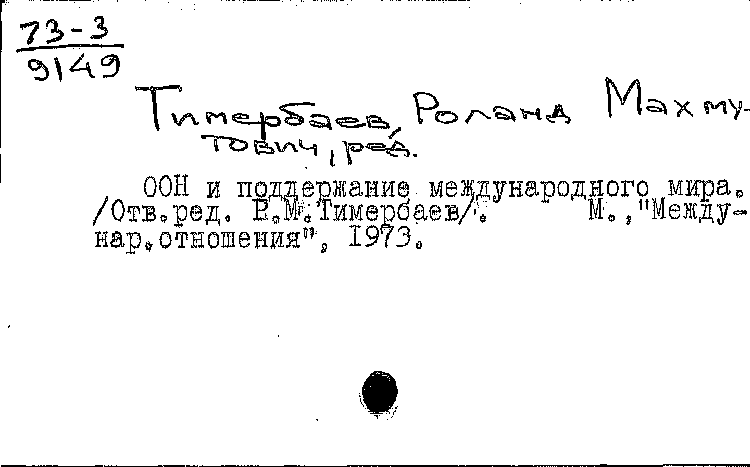 73-3
9149
Тимербаев, Роланд Махму-
тович, ред.
ООН и поддержание международного мира.
/Отв.ред. Р.М.Тимербаев/. М.,"Между-
нар.отношения", 1973.